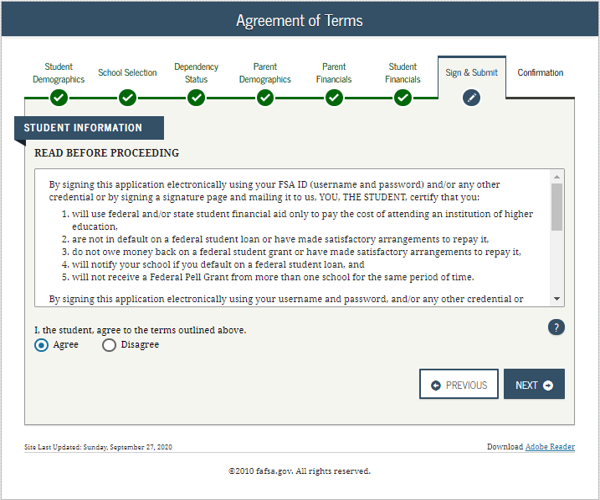 Agreement of Terms
Student
Demographics
School Selection
Dependency
Status
Parent
Demographics
Parent
Financials
Student
Financials
Sign & Submit
Confirmation
STUDENT INFORMATION
READ BEFORE PROCEEDING
By signing this application electronically using your FSA ID (username and password) and/or any other
credential or by signing a signature page and mailing it to us, YOU, THE STUDENT, certify that you:
1. will use federal and/or state student financial aid only to pay the cost of attending an institution of higher
education,
2. are not in default on a federal student loan or have made satisfactory arrangements to repay it,
3. do not owe money back on a federal student grant or have made satisfactory arrangements to repay it,
4. will notify your school if you default on a federal student loan, and
5. will not receive a Federal Pell Grant from more than one school for the same period of time.
By signing this application electronically using your username and password, and/or any other credential or
I, the student, agree to the terms outlined above.
?
Agree Disagree
PREVIOUS NEXT
Site Last Updated: Sunday, September 27, 2020
Download Adobe Reader
©2010 fafsa.gov. All rights reserved.